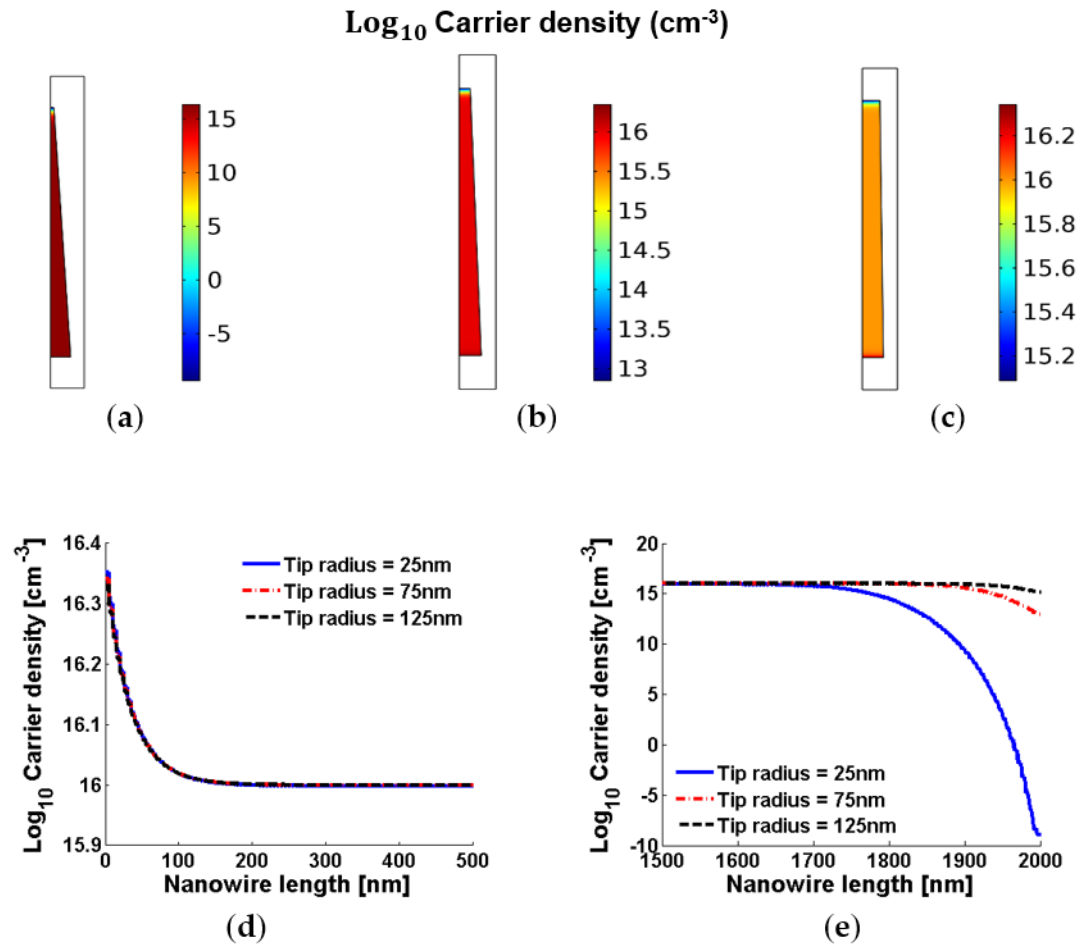 Log10 Carrier density (cm-3)
15
10
5
0
-5
(a)
16
15.5
15
14.5
14
13.5
13
(b)
16.2
16
15.8
15.6
15.4
15.2
(c)
Log10 Carrier density [cm-3]
16.4
16.3
16.2
16.1
16
15.9
Tip radius = 25nm
Tip radius = 75nm
Tip radius = 125nm
0 100 200 300 400 500
Nanowire length [nm]
(d)
Log10 Carrier density [cm-3]
20
15
10
5
0
-5
-10
Tip radius = 25nm
Tip radius = 75nm
Tip radius = 125nm
1500 1600 1700 1800 1900 2000
Nanowire length [nm]
(e)